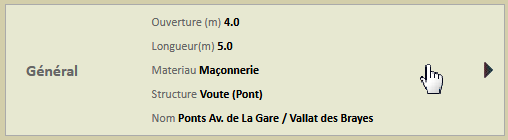 Ouverture (m) 4.0
Longueur(m) 5.0
Général
Materiau Maçonnerie
Structure Voute (Pont)
Nom Ponts Av. de La Gare / Vallat des Brayes